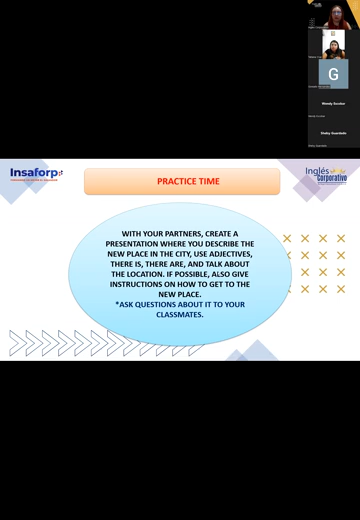 G
Wendy Escobar
Shelsy Guardado
Insaforp
Inglés
Corporativo
PRACTICE TIME
WITH YOUR PARTNERS, CREATE A
PRESENTATION WHERE YOU DESCRIBE THE
NEW PLACE IN THE CITY, USE ADJECTIVES,
THERE IS, THERE ARE, AND TALK ABOUT
THE LOCATION. IF POSSIBLE, ALSO GIVE
INSTRUCTIONS ON HOW TO GET TO THE
NEW PLACE.
*ASK QUESTIONS ABOUT IT TO YOUR
CLASSMATES.